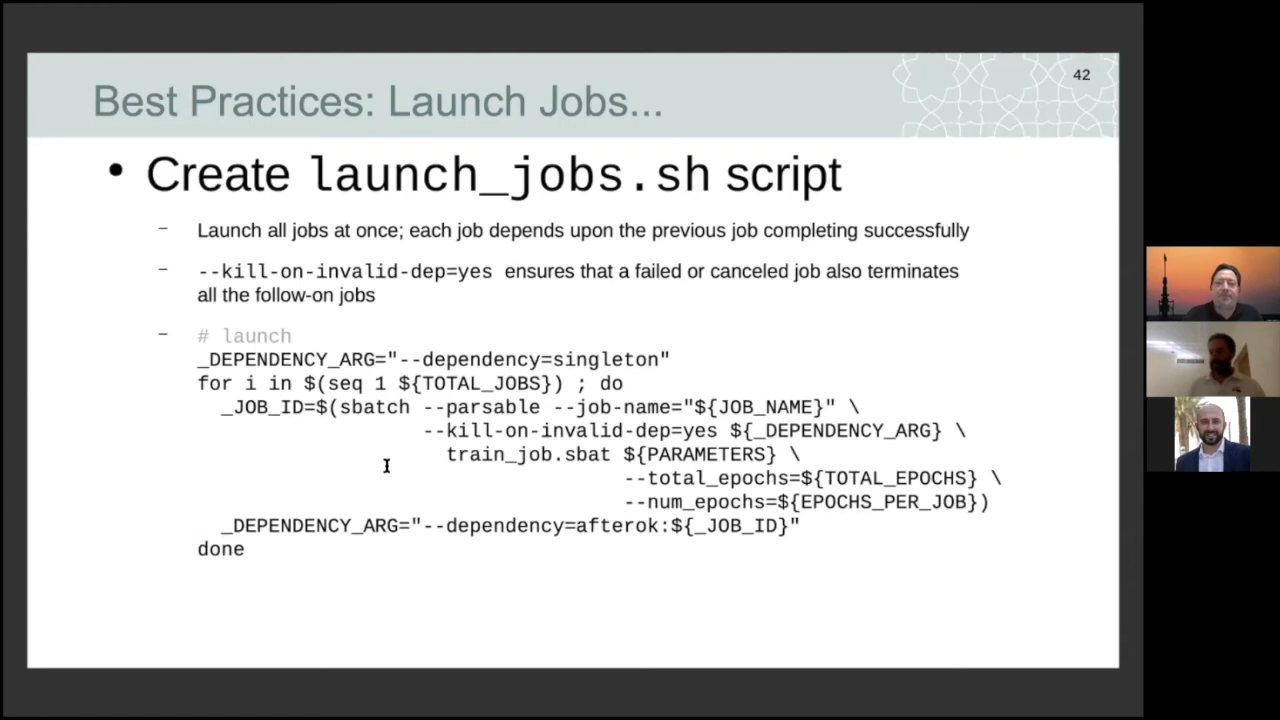 42
Best Practices: Launch Jobs...
• Create launch_jobs.sh script
– Launch all jobs at once; each job depends upon the previous job completing successfully
– --kill-on-invalid-dep=yes ensures that a failed or canceled job also terminates
all the follow-on jobs
– # launch
_DEPENDENCY_ARG="--dependency=singleton"
for i in $(seq 1 ${TOTAL_JOBS}) ; do
  _JOB_ID=$(sbatch --parsable --job-name="${JOB_NAME}" \
                   --kill-on-invalid-dep=yes ${_DEPENDENCY_ARG} \
                     train_job.sbat ${PARAMETERS} \
                                    --total_epochs=${TOTAL_EPOCHS} \
                                    --num_epochs=${EPOCHS_PER_JOB})
  _DEPENDENCY_ARG="--dependency=afterok:${_JOB_ID}"
done